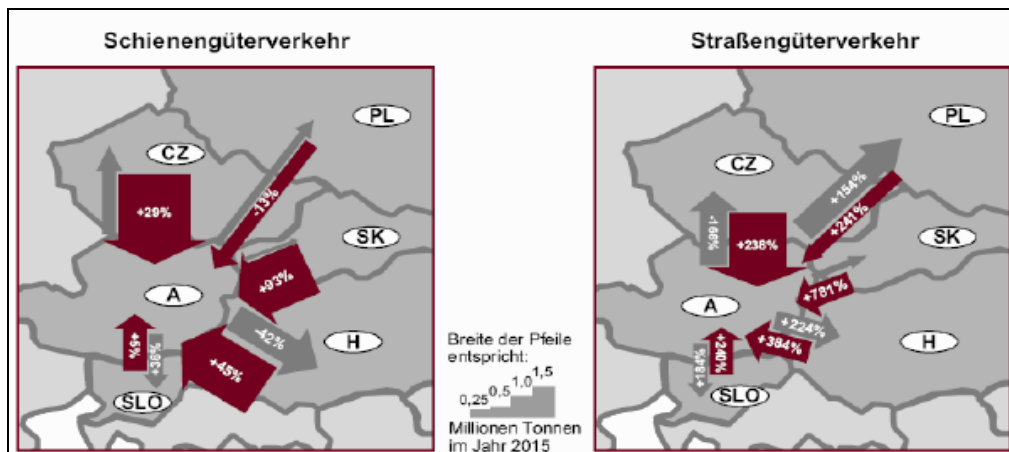 Schienengüterverkehr
PL
CZ
+29%
-13%
SK
+93%
A
-42%
H
+45%
+5%
+36%
SLO
Breite der Pfeile
entspricht:
0,25 0,5 1,0 1,5
Millionen Tonnen
im Jahr 2015
Straßengüterverkehr
PL
CZ
+154%
+241%
-166%
+238%
SK
+781%
A
+224%
H
+384%
+240%
+184%
SLO